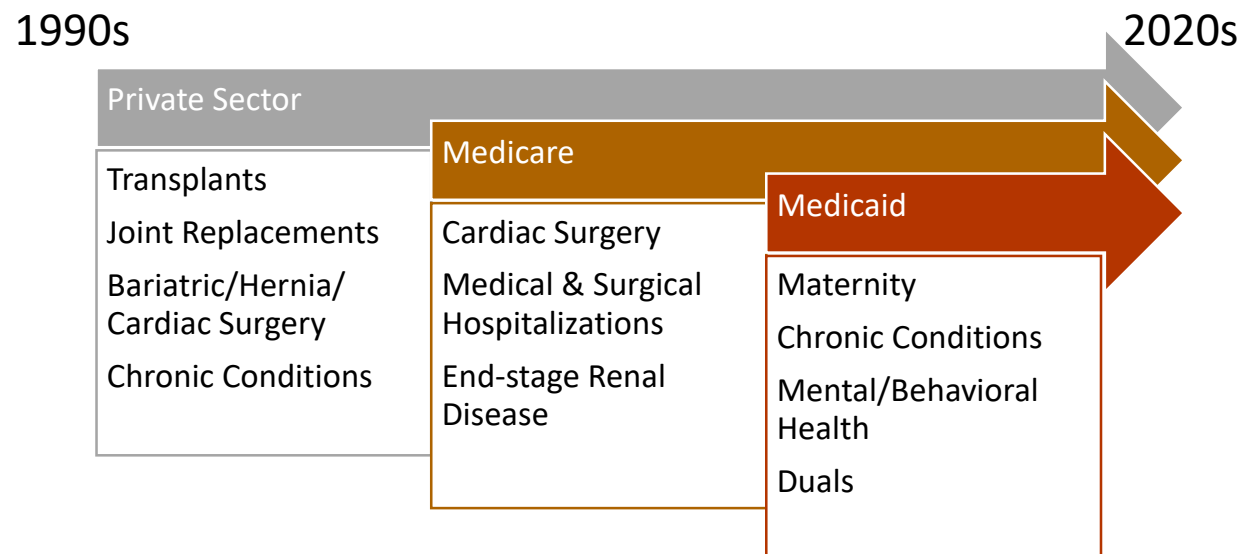 1990s
2020s
Private Sector
Transplants
Joint Replacements
Bariatric/Hernia/
Cardiac Surgery
Chronic Conditions
Medicare
Cardiac Surgery
Medical & Surgical
Hospitalizations
End-stage Renal
Disease
Medicaid
Maternity
Chronic Conditions
Mental/Behavioral
Health
Duals